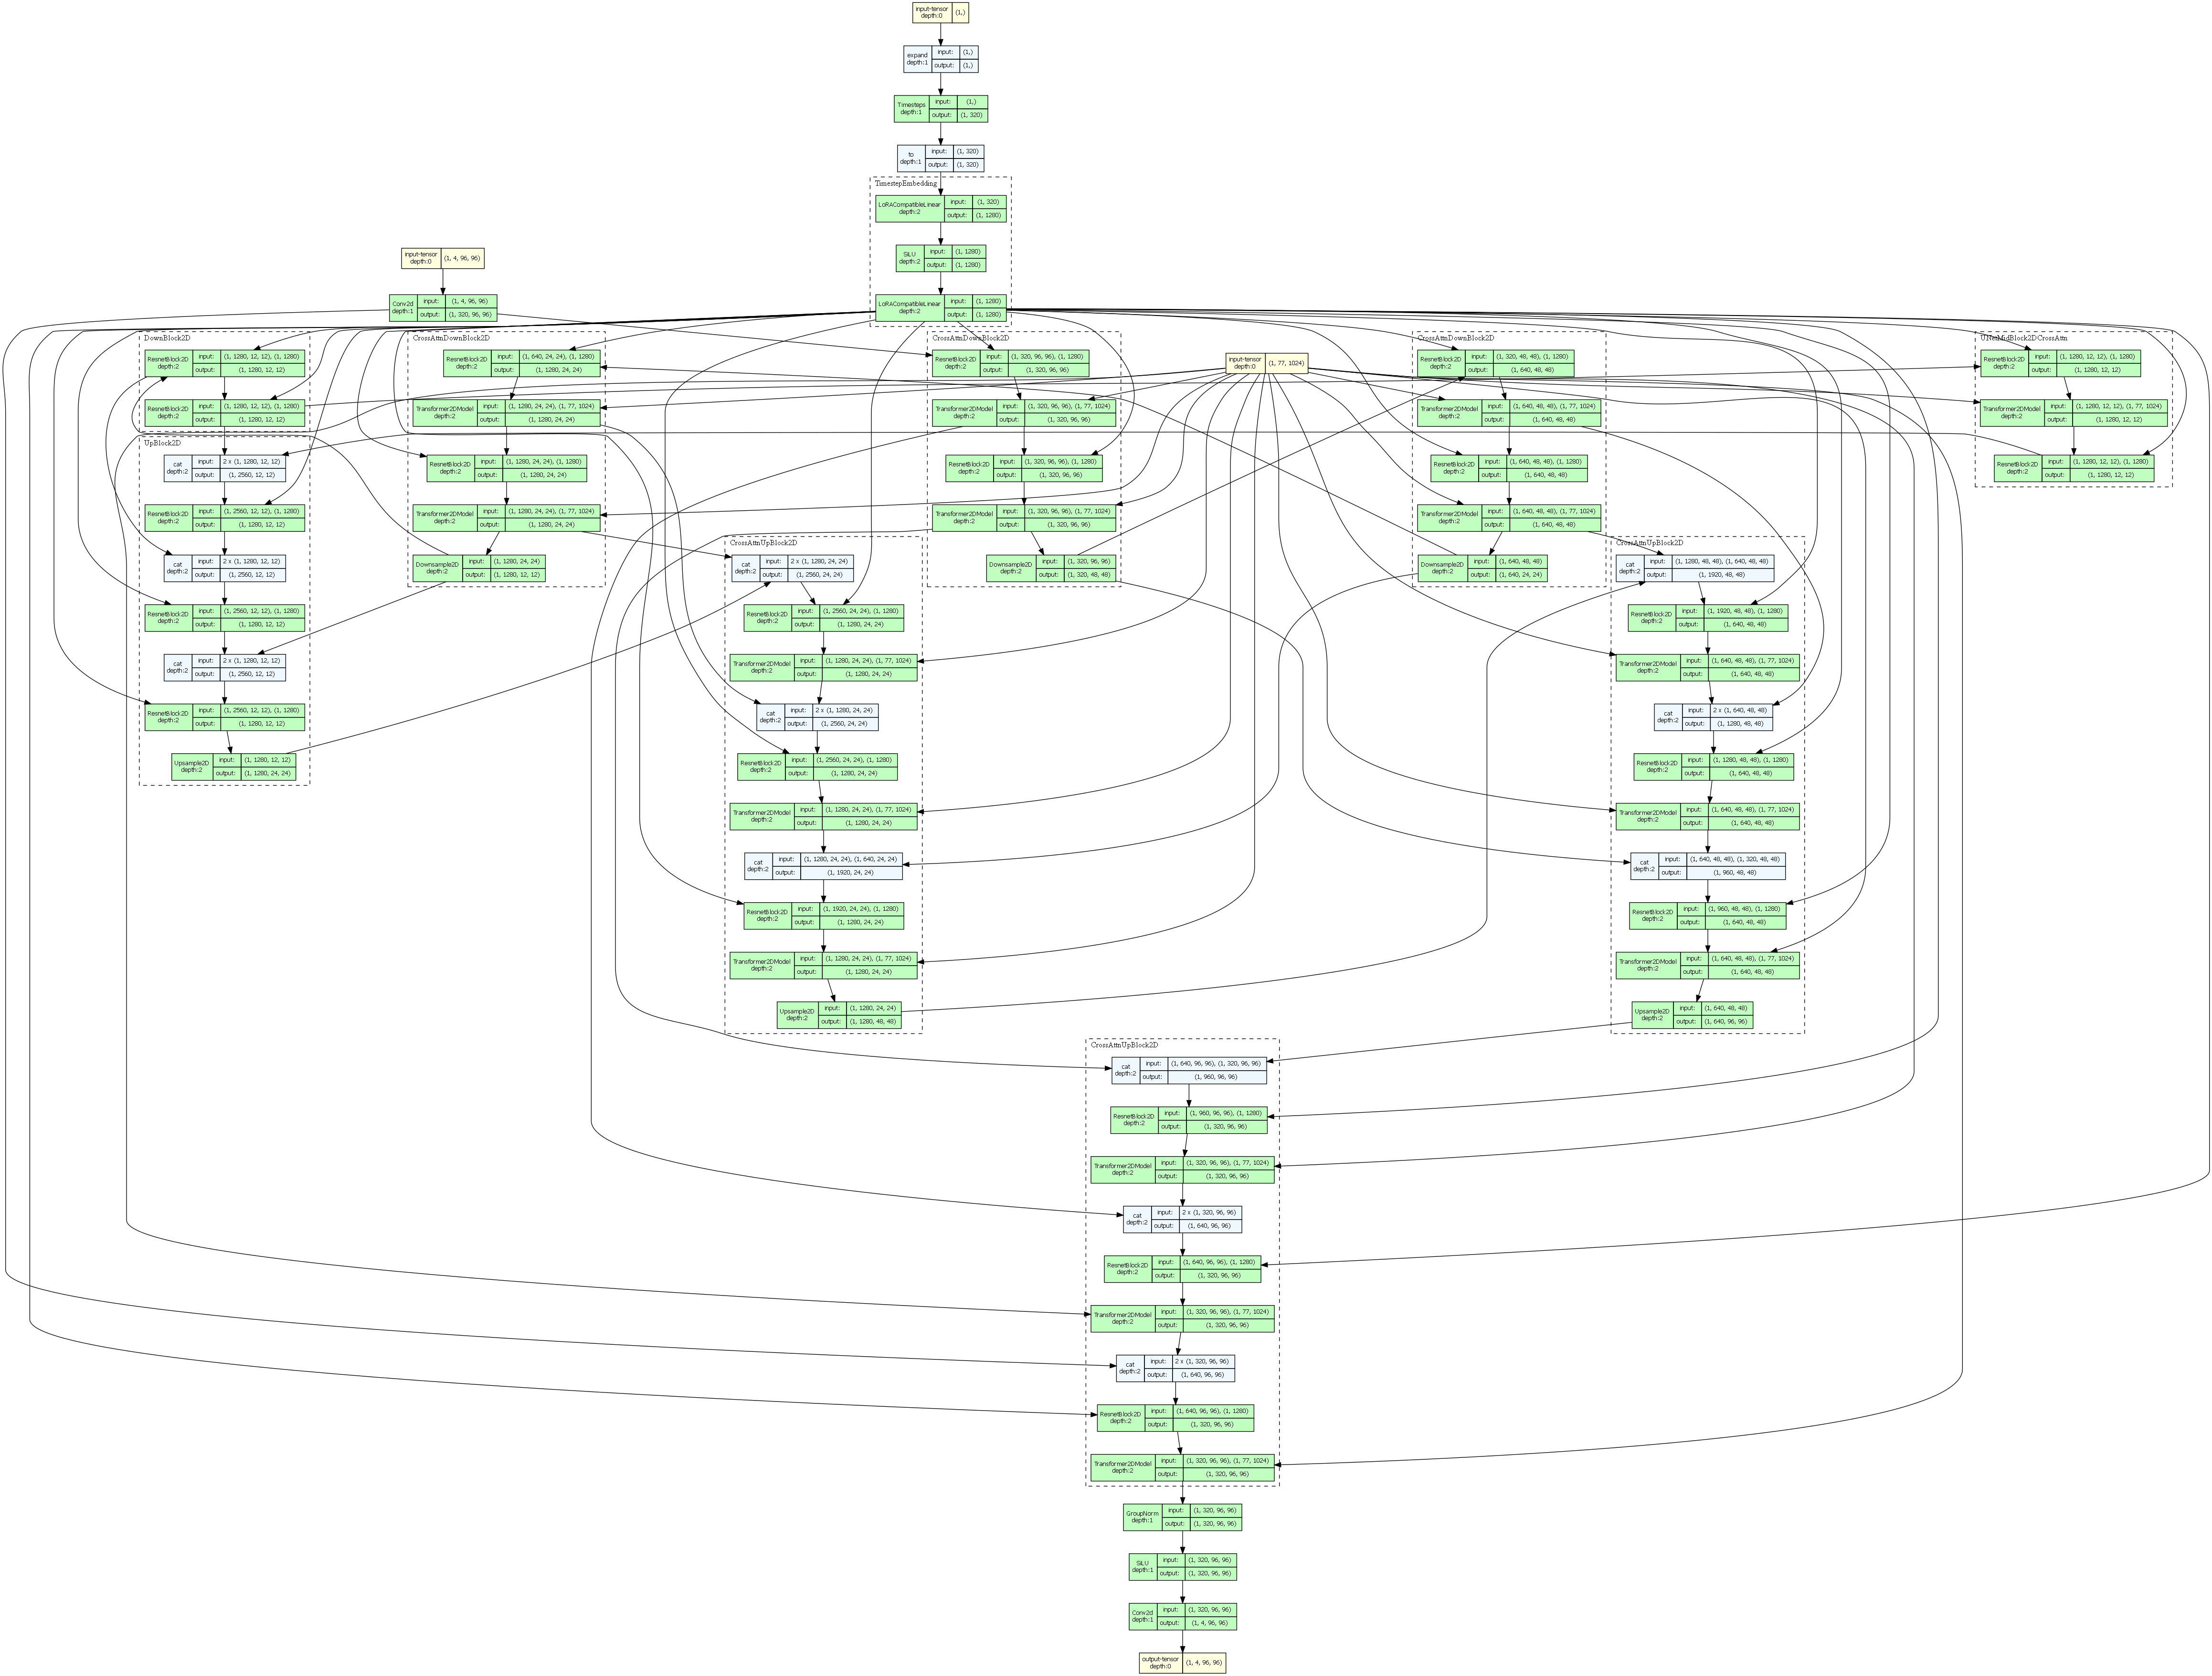 input-tensor
depth:0 (1,)
expand input: (1,)
depth:1 output: (1,)
Timesteps input: (1,)
depth:1 output: (1, 320)
to input: (1, 320)
depth:1 output: (1, 320)
TimestepEmbedding
LoRACompatibleLinear input: (1, 320)
depth:2 output: (1, 1280)
SiLU input: (1, 1280)
depth:2 output: (1, 1280)
LoRACompatibleLinear input: (1, 1280)
depth:2 output: (1, 1280)
input-tensor
depth:0 (1, 4, 96, 96)
Conv2d input: (1, 4, 96, 96)
depth:1 output: (1, 320, 96, 96)
DownBlock2D
ResnetBlock2D input: (1, 1280, 12, 12), (1, 1280)
depth:2 output: (1, 1280, 12, 12)
ResnetBlock2D input: (1, 1280, 12, 12), (1, 1280)
depth:2 output: (1, 1280, 12, 12)
UpBlock2D
cat input: 2 x (1, 1280, 12, 12)
depth:2 output: (1, 2560, 12, 12)
ResnetBlock2D input: (1, 2560, 12, 12), (1, 1280)
depth:2 output: (1, 1280, 12, 12)
cat input: 2 x (1, 1280, 12, 12)
depth:2 output: (1, 2560, 12, 12)
ResnetBlock2D input: (1, 2560, 12, 12), (1, 1280)
depth:2 output: (1, 1280, 12, 12)
cat input: 2 x (1, 1280, 12, 12)
depth:2 output: (1, 2560, 12, 12)
ResnetBlock2D input: (1, 2560, 12, 12), (1, 1280)
depth:2 output: (1, 1280, 12, 12)
Upsample2D input: (1, 1280, 12, 12)
depth:2 output: (1, 1280, 24, 24)
CrossAttnDownBlock2D
ResnetBlock2D input: (1, 640, 24, 24), (1, 1280)
depth:2 output: (1, 1280, 24, 24)
Transformer2DModel input: (1, 1280, 24, 24), (1, 77, 1024)
depth:2 output: (1, 1280, 24, 24)
ResnetBlock2D input: (1, 1280, 24, 24), (1, 1280)
depth:2 output: (1, 1280, 24, 24)
Transformer2DModel input: (1, 1280, 24, 24), (1, 77, 1024)
depth:2 output: (1, 1280, 24, 24)
Downsample2D input: (1, 1280, 24, 24)
depth:2 output: (1, 1280, 12, 12)
CrossAttnDownBlock2D
ResnetBlock2D input: (1, 320, 96, 96), (1, 1280)
depth:2 output: (1, 320, 96, 96)
Transformer2DModel input: (1, 320, 96, 96), (1, 77, 1024)
depth:2 output: (1, 320, 96, 96)
ResnetBlock2D input: (1, 320, 96, 96), (1, 1280)
depth:2 output: (1, 320, 96, 96)
Transformer2DModel input: (1, 320, 96, 96), (1, 77, 1024)
depth:2 output: (1, 320, 96, 96)
Downsample2D input: (1, 320, 96, 96)
depth:2 output: (1, 320, 48, 48)
input-tensor
depth:0 (1, 77, 1024)
CrossAttnDownBlock2D
ResnetBlock2D input: (1, 320, 48, 48), (1, 1280)
depth:2 output: (1, 640, 48, 48)
Transformer2DModel input: (1, 640, 48, 48), (1, 77, 1024)
depth:2 output: (1, 640, 48, 48)
ResnetBlock2D input: (1, 640, 48, 48), (1, 1280)
depth:2 output: (1, 640, 48, 48)
Transformer2DModel input: (1, 640, 48, 48), (1, 77, 1024)
depth:2 output: (1, 640, 48, 48)
Downsample2D input: (1, 640, 48, 48)
depth:2 output: (1, 640, 24, 24)
UNetMidBlock2DCrossAttn
ResnetBlock2D input: (1, 1280, 12, 12), (1, 1280)
depth:2 output: (1, 1280, 12, 12)
Transformer2DModel input: (1, 1280, 12, 12), (1, 77, 1024)
depth:2 output: (1, 1280, 12, 12)
ResnetBlock2D input: (1, 1280, 12, 12), (1, 1280)
depth:2 output: (1, 1280, 12, 12)
CrossAttnUpBlock2D
cat input: 2 x (1, 1280, 24, 24)
depth:2 output: (1, 2560, 24, 24)
ResnetBlock2D input: (1, 2560, 24, 24), (1, 1280)
depth:2 output: (1, 1280, 24, 24)
Transformer2DModel input: (1, 1280, 24, 24), (1, 77, 1024)
depth:2 output: (1, 1280, 24, 24)
cat input: 2 x (1, 1280, 24, 24)
depth:2 output: (1, 2560, 24, 24)
ResnetBlock2D input: (1, 2560, 24, 24), (1, 1280)
depth:2 output: (1, 1280, 24, 24)
Transformer2DModel input: (1, 1280, 24, 24), (1, 77, 1024)
depth:2 output: (1, 1280, 24, 24)
cat input: (1, 1280, 24, 24), (1, 640, 24, 24)
depth:2 output: (1, 1920, 24, 24)
ResnetBlock2D input: (1, 1920, 24, 24), (1, 1280)
depth:2 output: (1, 1280, 24, 24)
Transformer2DModel input: (1, 1280, 24, 24), (1, 77, 1024)
depth:2 output: (1, 1280, 24, 24)
Upsample2D input: (1, 1280, 24, 24)
depth:2 output: (1, 1280, 48, 48)
CrossAttnUpBlock2D
cat input: (1, 1280, 48, 48), (1, 640, 48, 48)
depth:2 output: (1, 1920, 48, 48)
ResnetBlock2D input: (1, 1920, 48, 48), (1, 1280)
depth:2 output: (1, 640, 48, 48)
Transformer2DModel input: (1, 640, 48, 48), (1, 77, 1024)
depth:2 output: (1, 640, 48, 48)
cat input: 2 x (1, 640, 48, 48)
depth:2 output: (1, 1280, 48, 48)
ResnetBlock2D input: (1, 1280, 48, 48), (1, 1280)
depth:2 output: (1, 640, 48, 48)
Transformer2DModel input: (1, 640, 48, 48), (1, 77, 1024)
depth:2 output: (1, 640, 48, 48)
cat input: (1, 640, 48, 48), (1, 320, 48, 48)
depth:2 output: (1, 960, 48, 48)
ResnetBlock2D input: (1, 960, 48, 48), (1, 1280)
depth:2 output: (1, 640, 48, 48)
Transformer2DModel input: (1, 640, 48, 48), (1, 77, 1024)
depth:2 output: (1, 640, 48, 48)
Upsample2D input: (1, 640, 48, 48)
depth:2 output: (1, 640, 96, 96)
CrossAttnUpBlock2D
cat input: (1, 640, 96, 96), (1, 320, 96, 96)
depth:2 output: (1, 960, 96, 96)
ResnetBlock2D input: (1, 960, 96, 96), (1, 1280)
depth:2 output: (1, 320, 96, 96)
Transformer2DModel input: (1, 320, 96, 96), (1, 77, 1024)
depth:2 output: (1, 320, 96, 96)
cat input: 2 x (1, 320, 96, 96)
depth:2 output: (1, 640, 96, 96)
ResnetBlock2D input: (1, 640, 96, 96), (1, 1280)
depth:2 output: (1, 320, 96, 96)
Transformer2DModel input: (1, 320, 96, 96), (1, 77, 1024)
depth:2 output: (1, 320, 96, 96)
cat input: 2 x (1, 320, 96, 96)
depth:2 output: (1, 640, 96, 96)
ResnetBlock2D input: (1, 640, 96, 96), (1, 1280)
depth:2 output: (1, 320, 96, 96)
Transformer2DModel input: (1, 320, 96, 96), (1, 77, 1024)
depth:2 output: (1, 320, 96, 96)
GroupNorm input: (1, 320, 96, 96)
depth:1 output: (1, 320, 96, 96)
SiLU input: (1, 320, 96, 96)
depth:1 output: (1, 320, 96, 96)
Conv2d input: (1, 320, 96, 96)
depth:1 output: (1, 4, 96, 96)
output-tensor
depth:0 (1, 4, 96, 96)